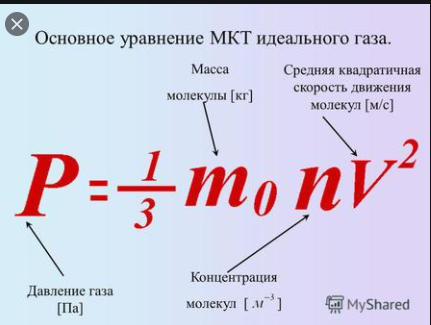 Основное уравнение МКТ идеального газа.
Масса
молекулы [кг]
Средняя квадратичная
скорость движения
молекул [м/с]
P = 1/3 m₀ nV²
Давление газа
[Па]
Концентрация
молекул [ м⁻³ ]
MyShared